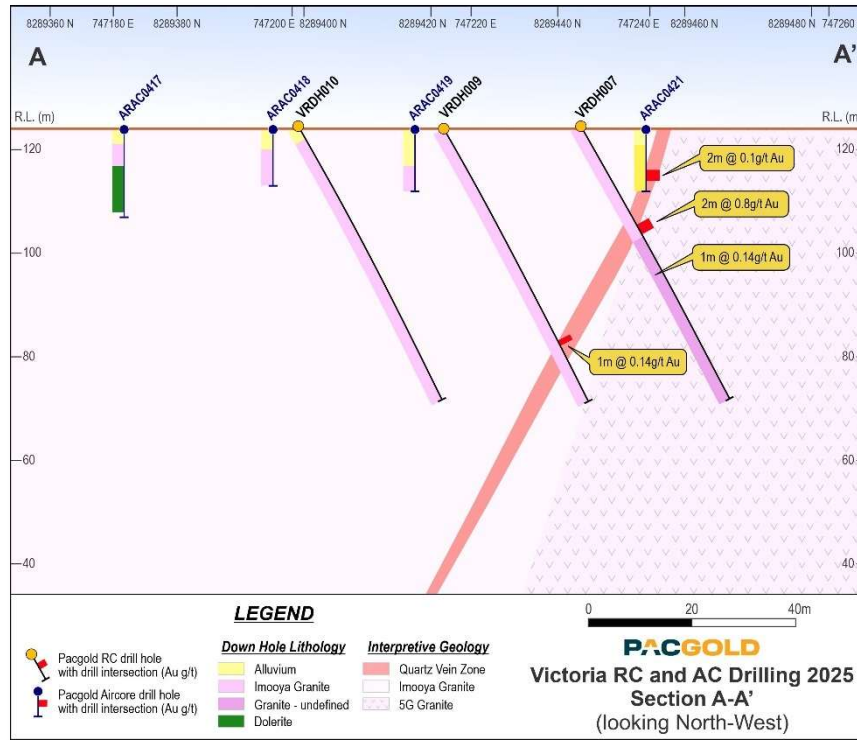 8289360 N
747180 E
8289380 N
747200 E
8289400 N
8289420 N
747220 E
8289440 N
747240 E
8289460 N
8289480 N
747260
A
A'
ARAC0417
ARAC0418
VRDH010
ARAC0419
VRDH009
VRDH007
ARAC0421
R.L. (m)
R.L. (m)
120
120
2m @ 0.1g/t Au
2m @ 0.8g/t Au
100
1m @ 0.14g/t Au
100
80
1m @ 0.14g/t Au
80
60
60
40
40
LEGEND
Pacgold RC drill hole
with drill intersection (Au g/t)
Pacgold Aircore drill hole
with drill intersection (Au g/t)
Down Hole Lithology
Alluvium
Imooya Granite
Granite - undefined
Dolerite
Interpretive Geology
Quartz Vein Zone
Imooya Granite
5G Granite
0 20 40m
PACGOLD
Victoria RC and AC Drilling 2025
Section A-A'
(looking North-West)